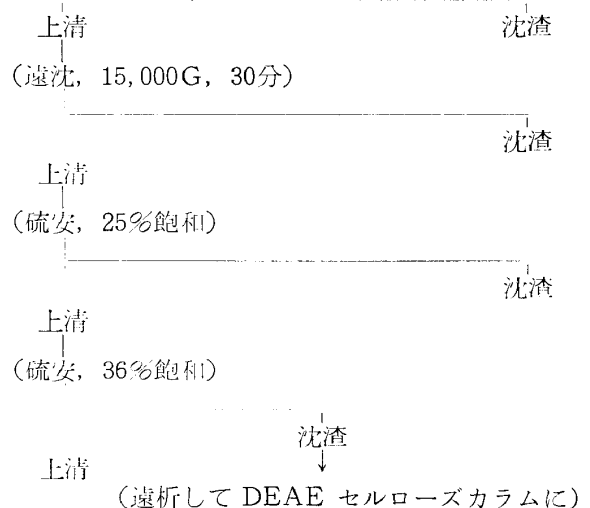 上清 沈渣
(遠沈, 15,000G, 30分)
沈渣
上清
(硫安, 25%飽和)
沈渣
上清
(硫安, 36%飽和)
沈渣
上清
(遠析して DEAE セルローズカラムに)